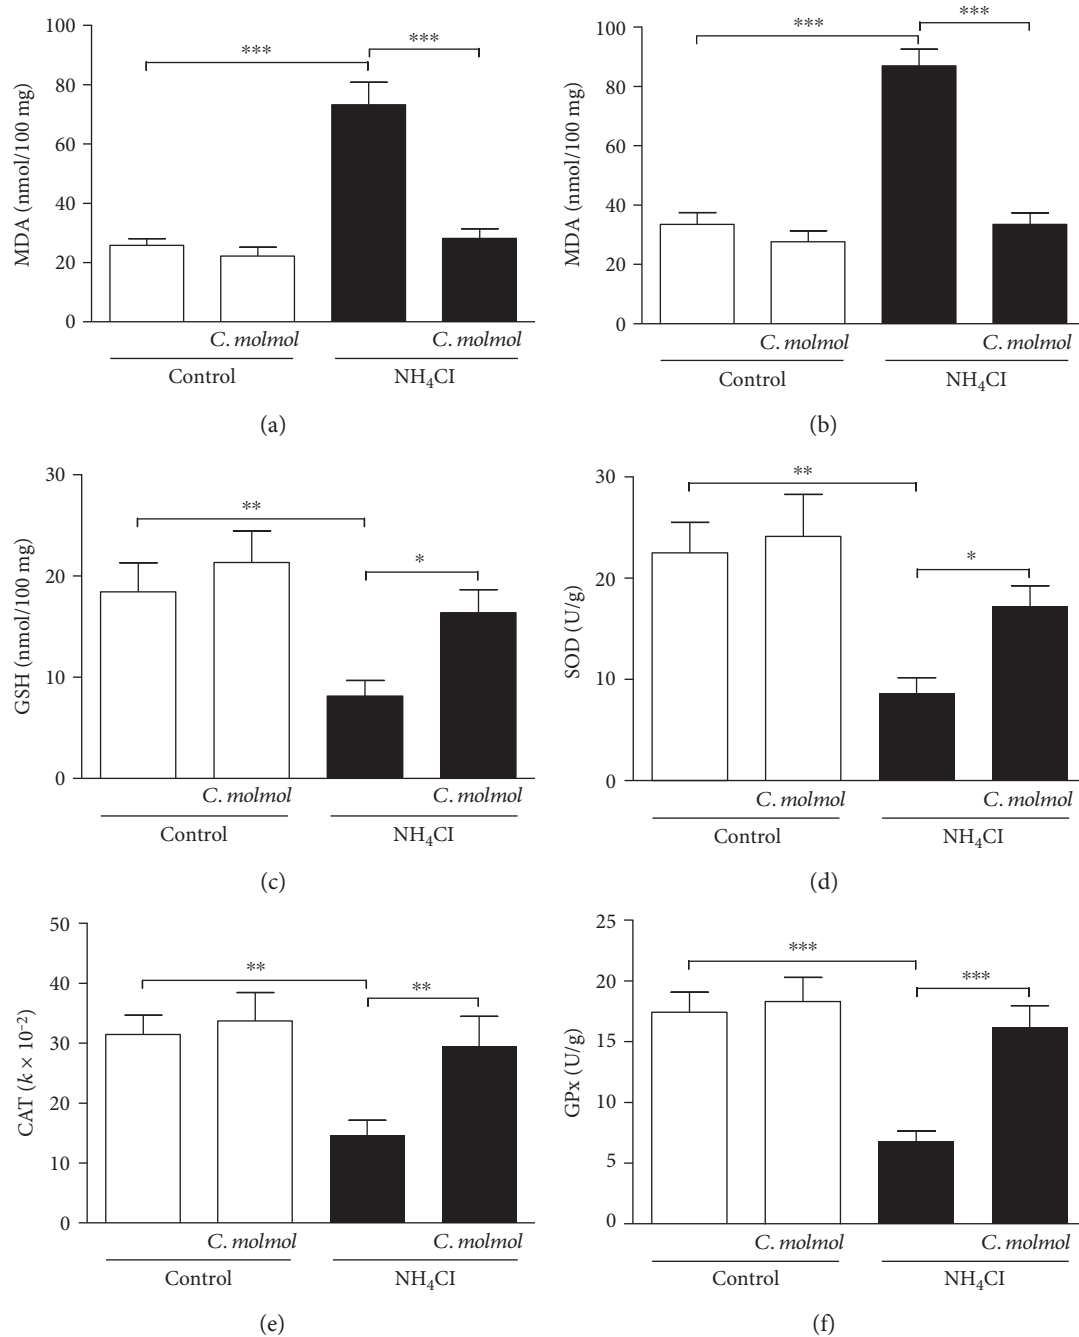 MDA (nmol/100 mg)
100
80
60
40
20
0
***
***
C. molmol
C. molmol
Control
NH₄CI
(a)
MDA (nmol/100 mg)
100
80
60
40
20
0
***
***
C. molmol
C. molmol
Control
NH₄CI
(b)
GSH (nmol/100 mg)
30
20
10
0
**
*
C. molmol
C. molmol
Control
NH₄CI
(c)
SOD (U/g)
30
20
10
0
**
*
C. molmol
C. molmol
Control
NH₄CI
(d)
CAT (k × 10⁻²)
50
40
30
20
10
0
**
**
C. molmol
C. molmol
Control
NH₄CI
(e)
GPx (U/g)
25
20
15
10
5
0
***
***
C. molmol
C. molmol
Control
NH₄CI
(f)